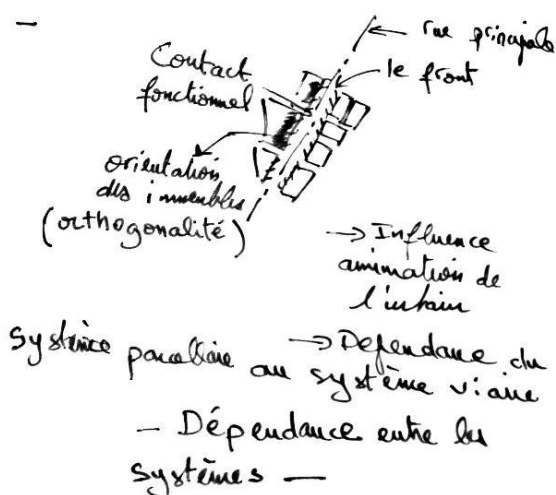 rue principale
le front
Contact
fonctionnel
orientation
des immeubles
(orthogonalité)
→ Influence
animation de
l'urbain
Système parcellaire → Dépendance du
au système viaire
- Dépendance entre les
systèmes -